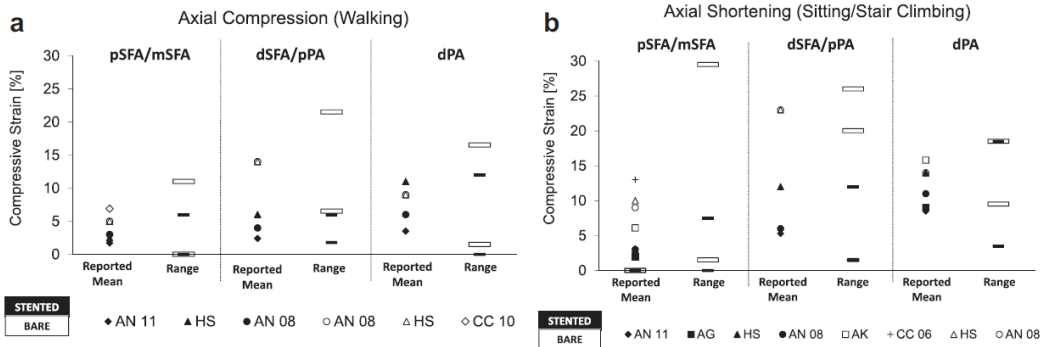 a
Axial Compression (Walking)
pSFA/mSFA dSFA/pPA dPA
Compressive Strain [%]
30
25
20
15
10
5
0
Reported Mean Range Reported Mean Range Reported Mean Range
STENTED
BARE
AN 11 HS AN 08 AN 08 HS CC 10
b
Axial Shortening (Sitting/Stair Climbing)
pSFA/mSFA dSFA/pPA dPA
Compressive Strain [%]
30
25
20
15
10
5
0
Reported Mean Range Reported Mean Range Reported Mean Range
STENTED
BARE
AN 11 AG HS AN 08 AK CC 06 HS AN 08